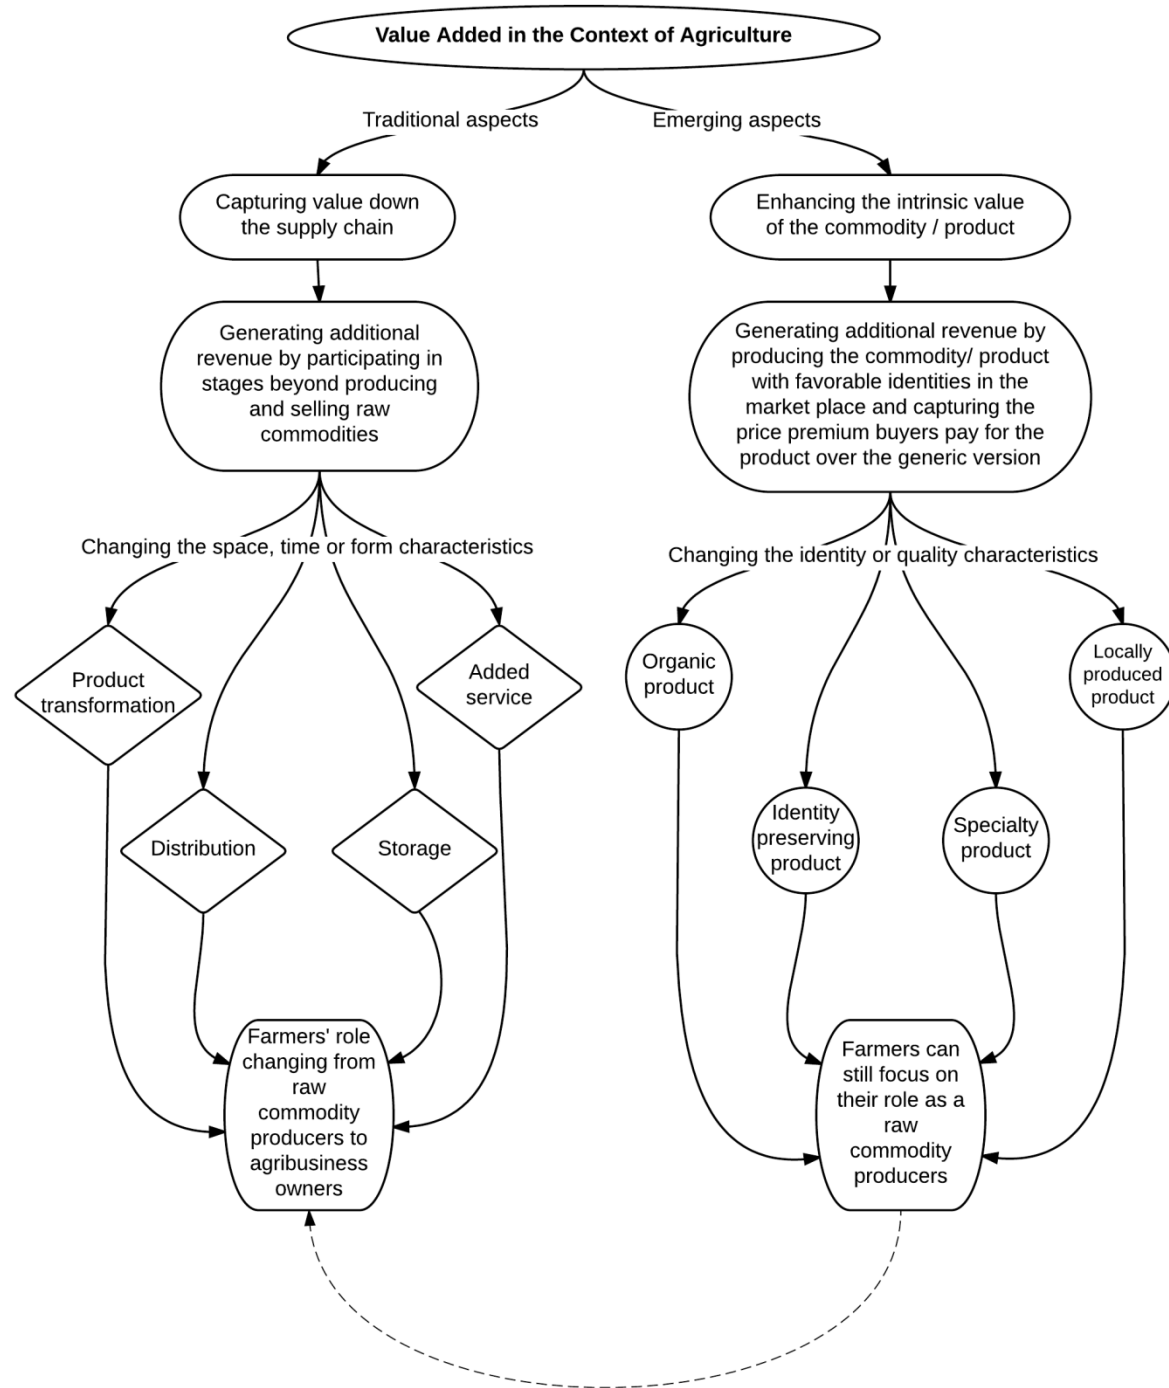 Value Added in the Context of Agriculture
Traditional aspects
Emerging aspects
Capturing value down
the supply chain
Enhancing the intrinsic value
of the commodity / product
Generating additional
revenue by participating in
stages beyond producing
and selling raw
commodities
Generating additional revenue by
producing the commodity/ product
with favorable identities in the
market place and capturing the
price premium buyers pay for the
product over the generic version
Changing the space, time or form characteristics
Changing the identity or quality characteristics
Product
transformation
Added
service
Organic
product
Locally
produced
product
Distribution
Storage
Identity
preserving
product
Specialty
product
Farmers' role
changing from
raw
commodity
producers to
agribusiness
owners
Farmers can
still focus on
their role as a
raw
commodity
producers